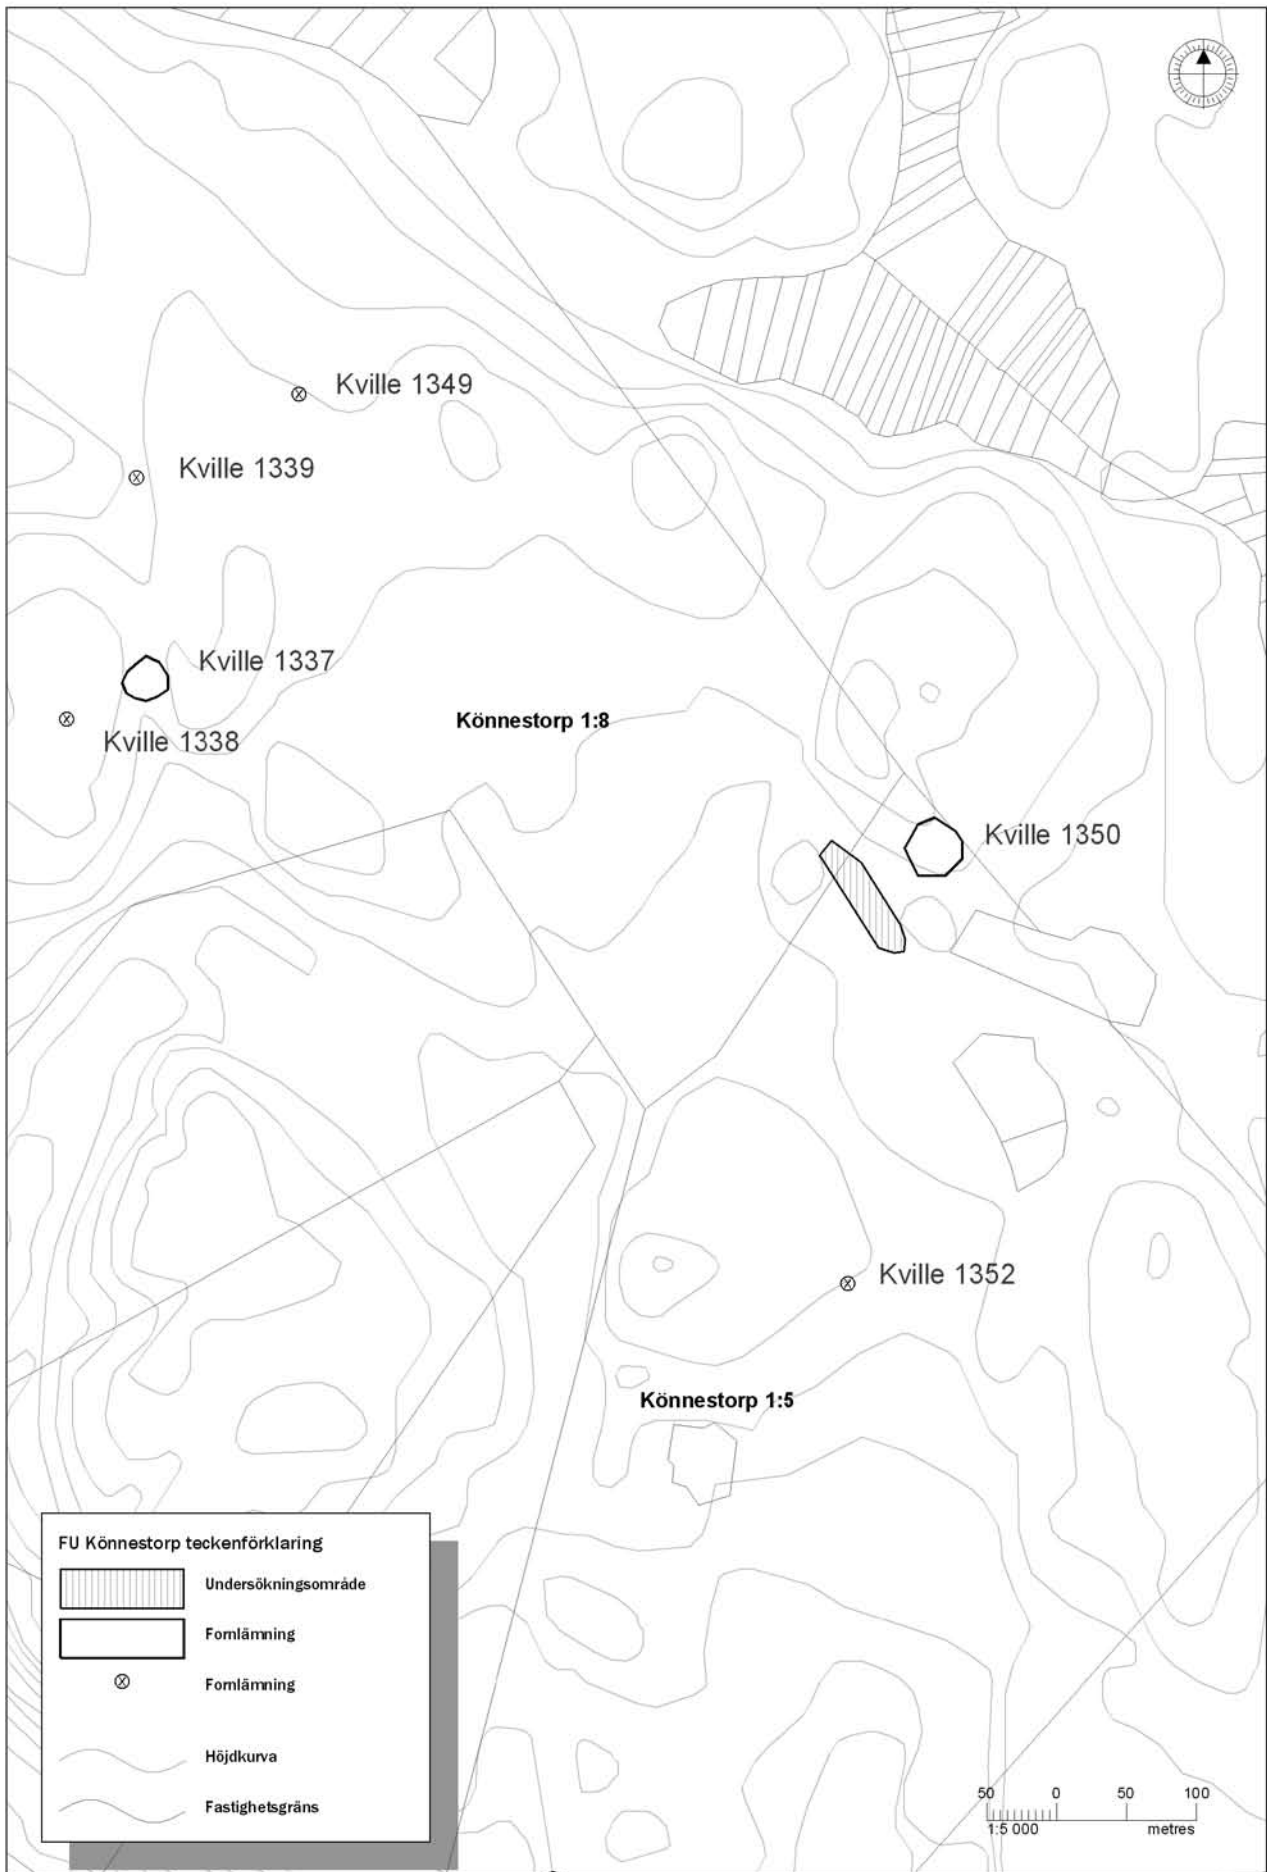 Kville 1349
Kville 1339
Kville 1337
Könnestorp 1:8
Kville 1338
Kville 1350
Kville 1352
Könnestorp 1:5
FU Könnestorp teckenförklaring
Undersökningsområde
Fornlämning
Fornlämning
Höjdkurva
Fastighetsgräns
50 0 50 100
1:5 000 metres